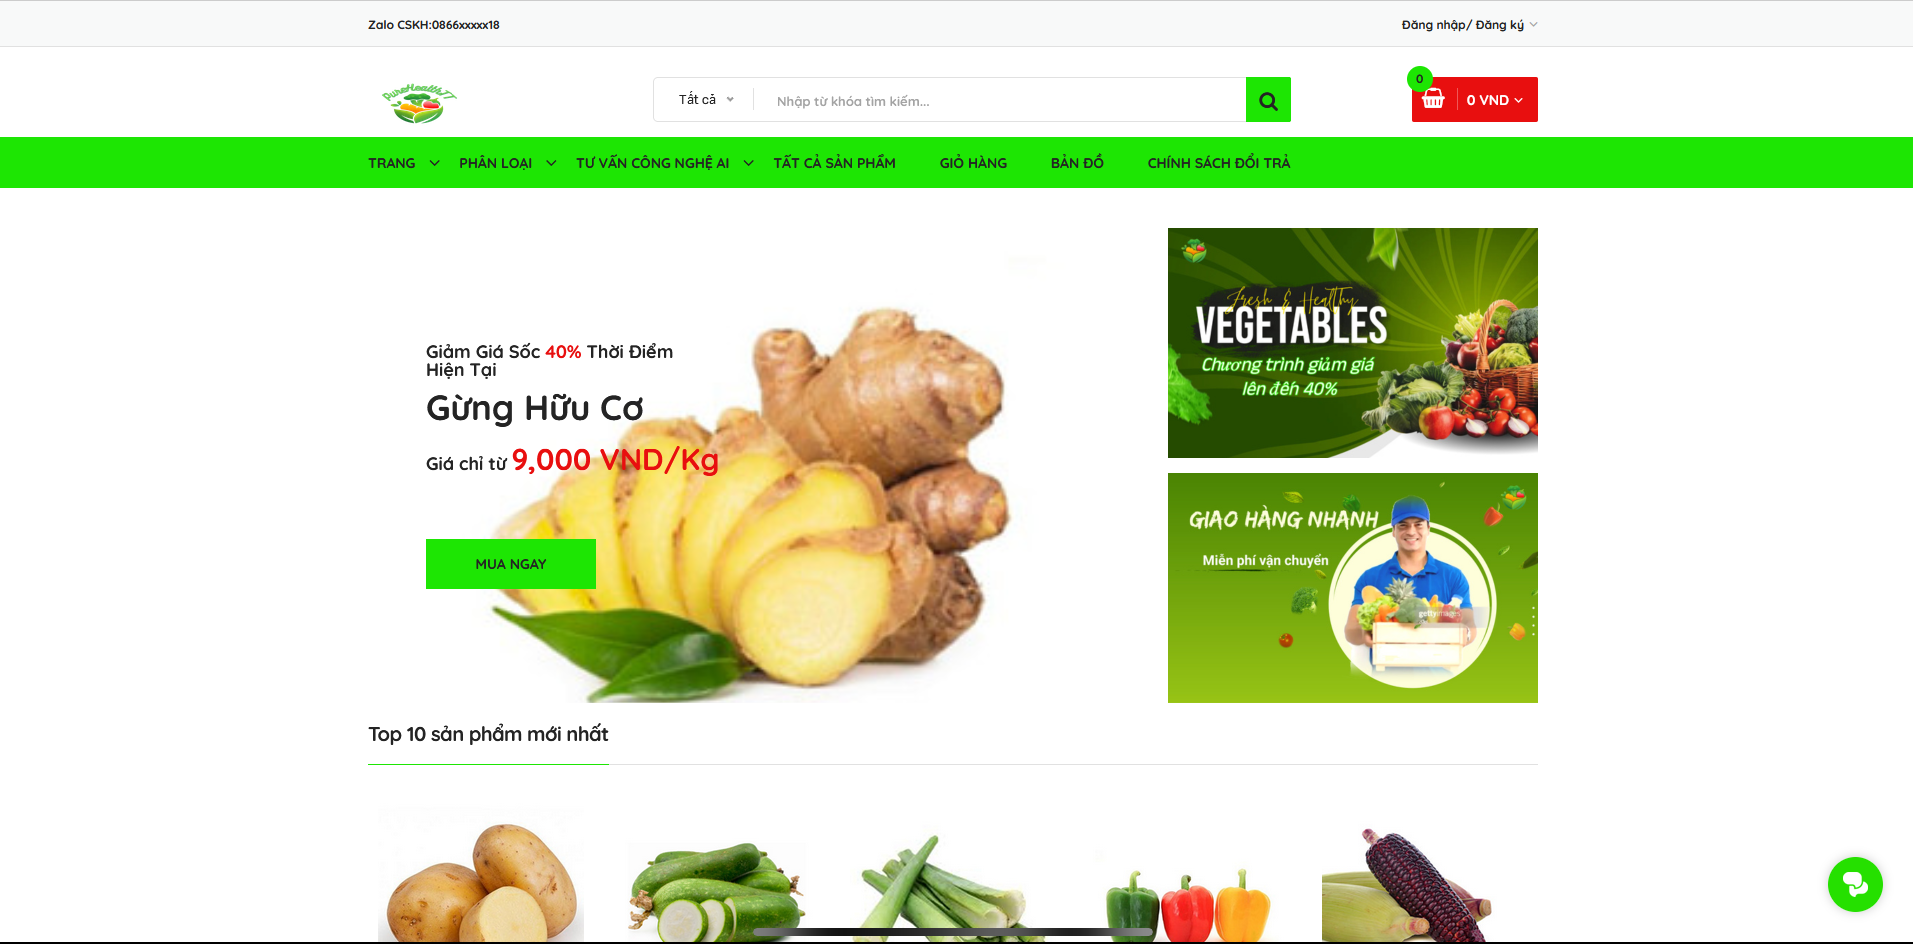 Zalo CSKH:0866xxxxx18
Đăng nhập/ Đăng ký
PureHealth77
Tất cả
Nhập từ khóa tìm kiếm...
0
0 VND
TRANG
PHÂN LOẠI
TƯ VẤN CÔNG NGHỆ AI
TẤT CẢ SẢN PHẨM
GIỎ HÀNG
BẢN ĐỒ
CHÍNH SÁCH ĐỔI TRẢ
Giảm Giá Sốc 40% Thời Điểm
Hiện Tại
Gừng Hữu Cơ
Giá chỉ từ 9,000 VND/Kg
MUA NGAY
Fresh & Healthy
VEGETABLES
Chương trình giảm giá
lên đến 40%
GIAO HÀNG NHANH
Miễn phí vận chuyển
gettyimages
Top 10 sản phẩm mới nhất